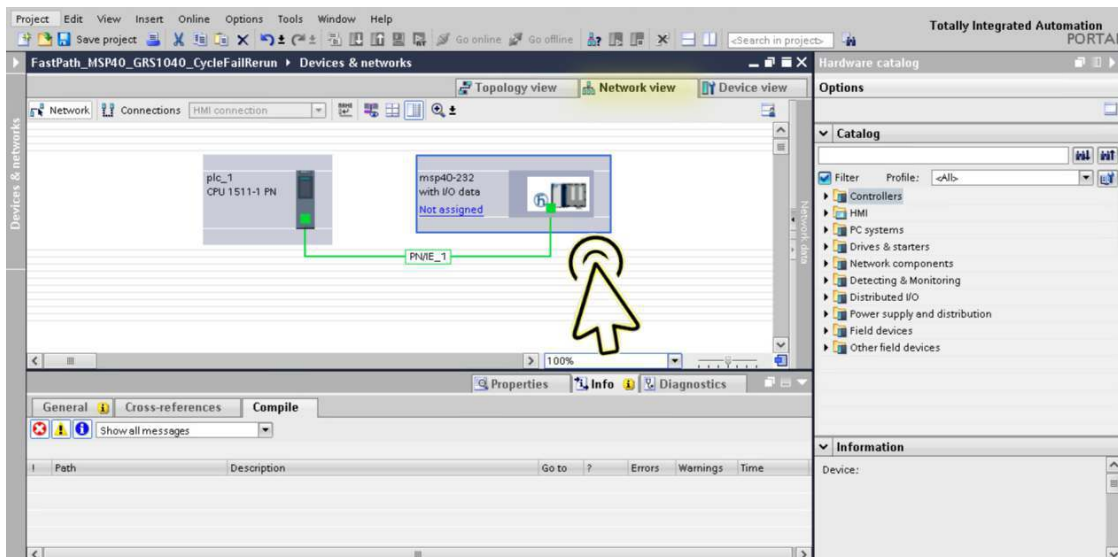 Project Edit View Insert Online Options Tools Window Help
Totally Integrated Automation
PORTAL
Save project Go online Go offline <Search in project>
FastPath_MSP40_GRS1040_CycleFailRerun ▸ Devices & networks
Hardware catalog
Topology view Network view Device view
Options
Network Connections HMI connection
Devices & networks
Catalog
plc_1
CPU 1511-1 PN
msp40-232
with I/O data
Not assigned
PN/IE_1
Network data
Filter Profile: <All>
Controllers
HMI
PC systems
Drives & starters
Network components
Detecting & Monitoring
Distributed I/O
Power supply and distribution
Field devices
Other field devices
100%
Properties Info Diagnostics
General Cross-references Compile
Show all messages
! Path Description Go to ? Errors Warnings Time
Information
Device: